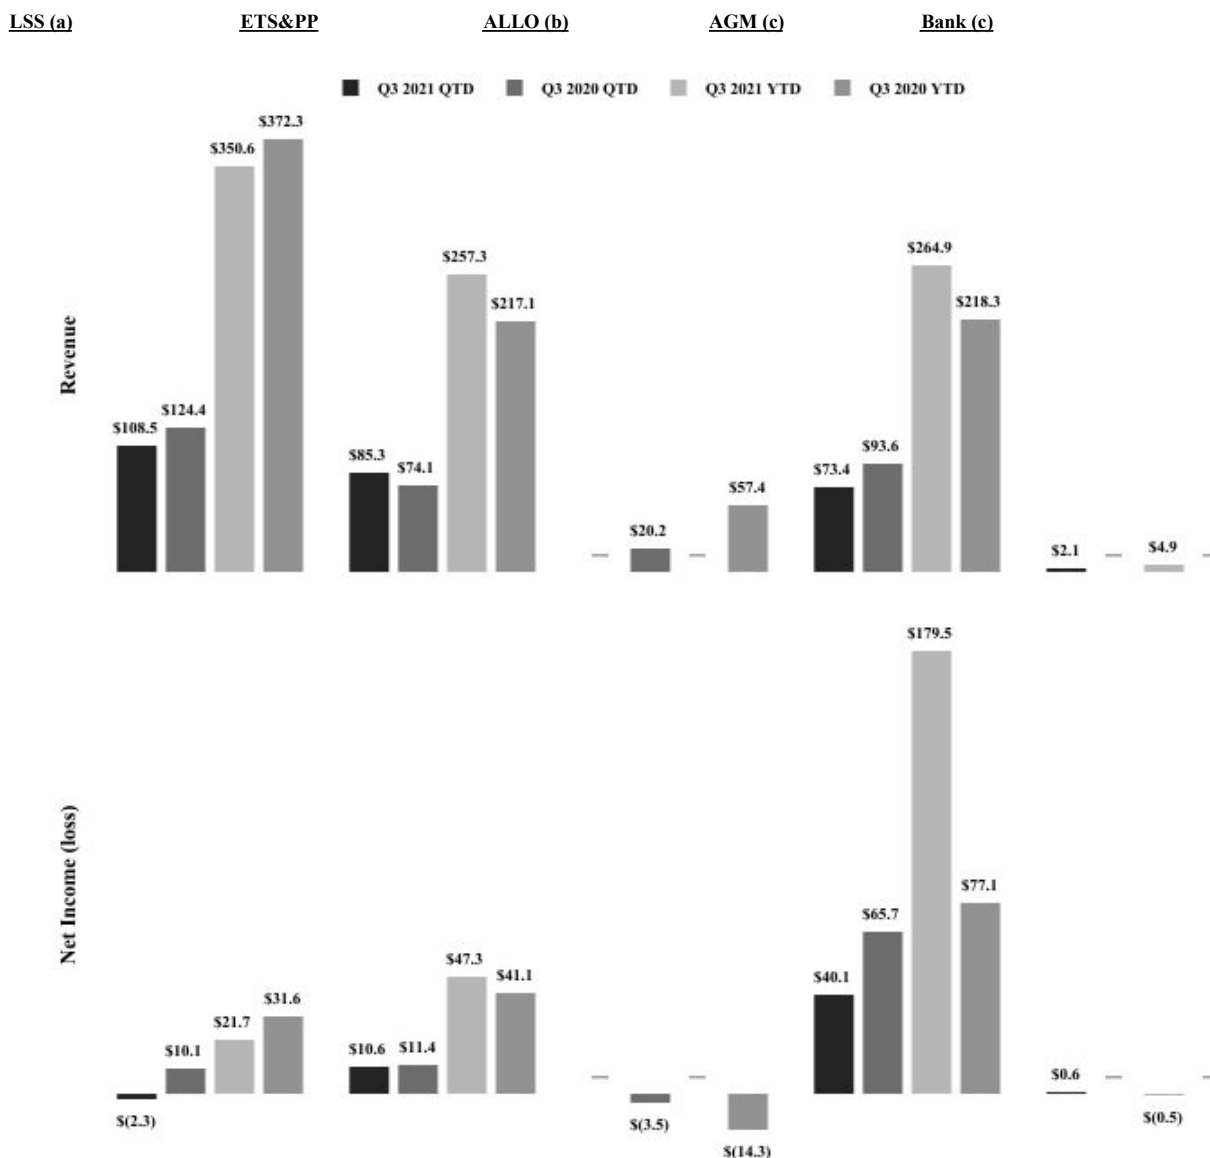 LSS (a) ETS&PP ALLO (b) AGM (c) Bank (c)
Q3 2021 QTD Q3 2020 QTD Q3 2021 YTD Q3 2020 YTD
Revenue
$108.5 $124.4 $350.6 $372.3
$85.3 $74.1 $257.3 $217.1
— $20.2 — $57.4
$73.4 $93.6 $264.9 $218.3
$2.1 — $4.9 —
Net Income (loss)
$(2.3) $10.1 $21.7 $31.6
$10.6 $11.4 $47.3 $41.1
— $(3.5) — $(14.3)
$40.1 $65.7 $179.5 $77.1
$0.6 — $(0.5) —